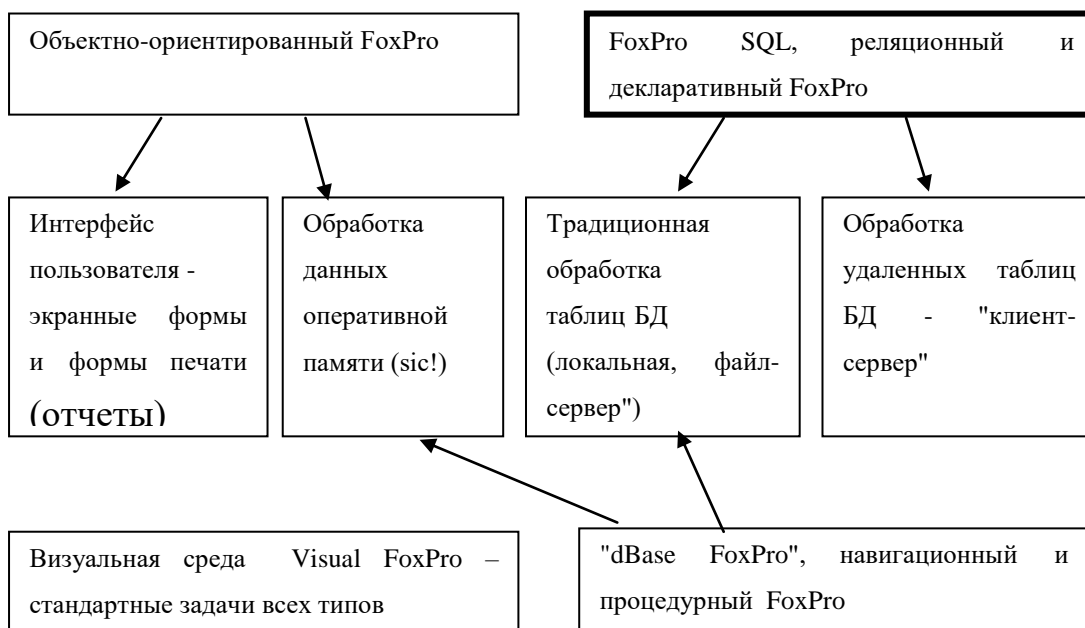 Объектно-ориентированный FoxPro
FoxPro SQL, реляционный и
декларативный FoxPro
Интерфейс
пользователя -
экранные формы
и формы печати
(отчеты)
Обработка
данных
оперативной
памяти (sic!)
Традиционная
обработка
таблиц БД
(локальная, файл-
сервер")
Обработка
удаленных таблиц
БД - "клиент-
сервер"
Визуальная среда Visual FoxPro –
стандартные задачи всех типов
"dBase FoxPro", навигационный и
процедурный FoxPro